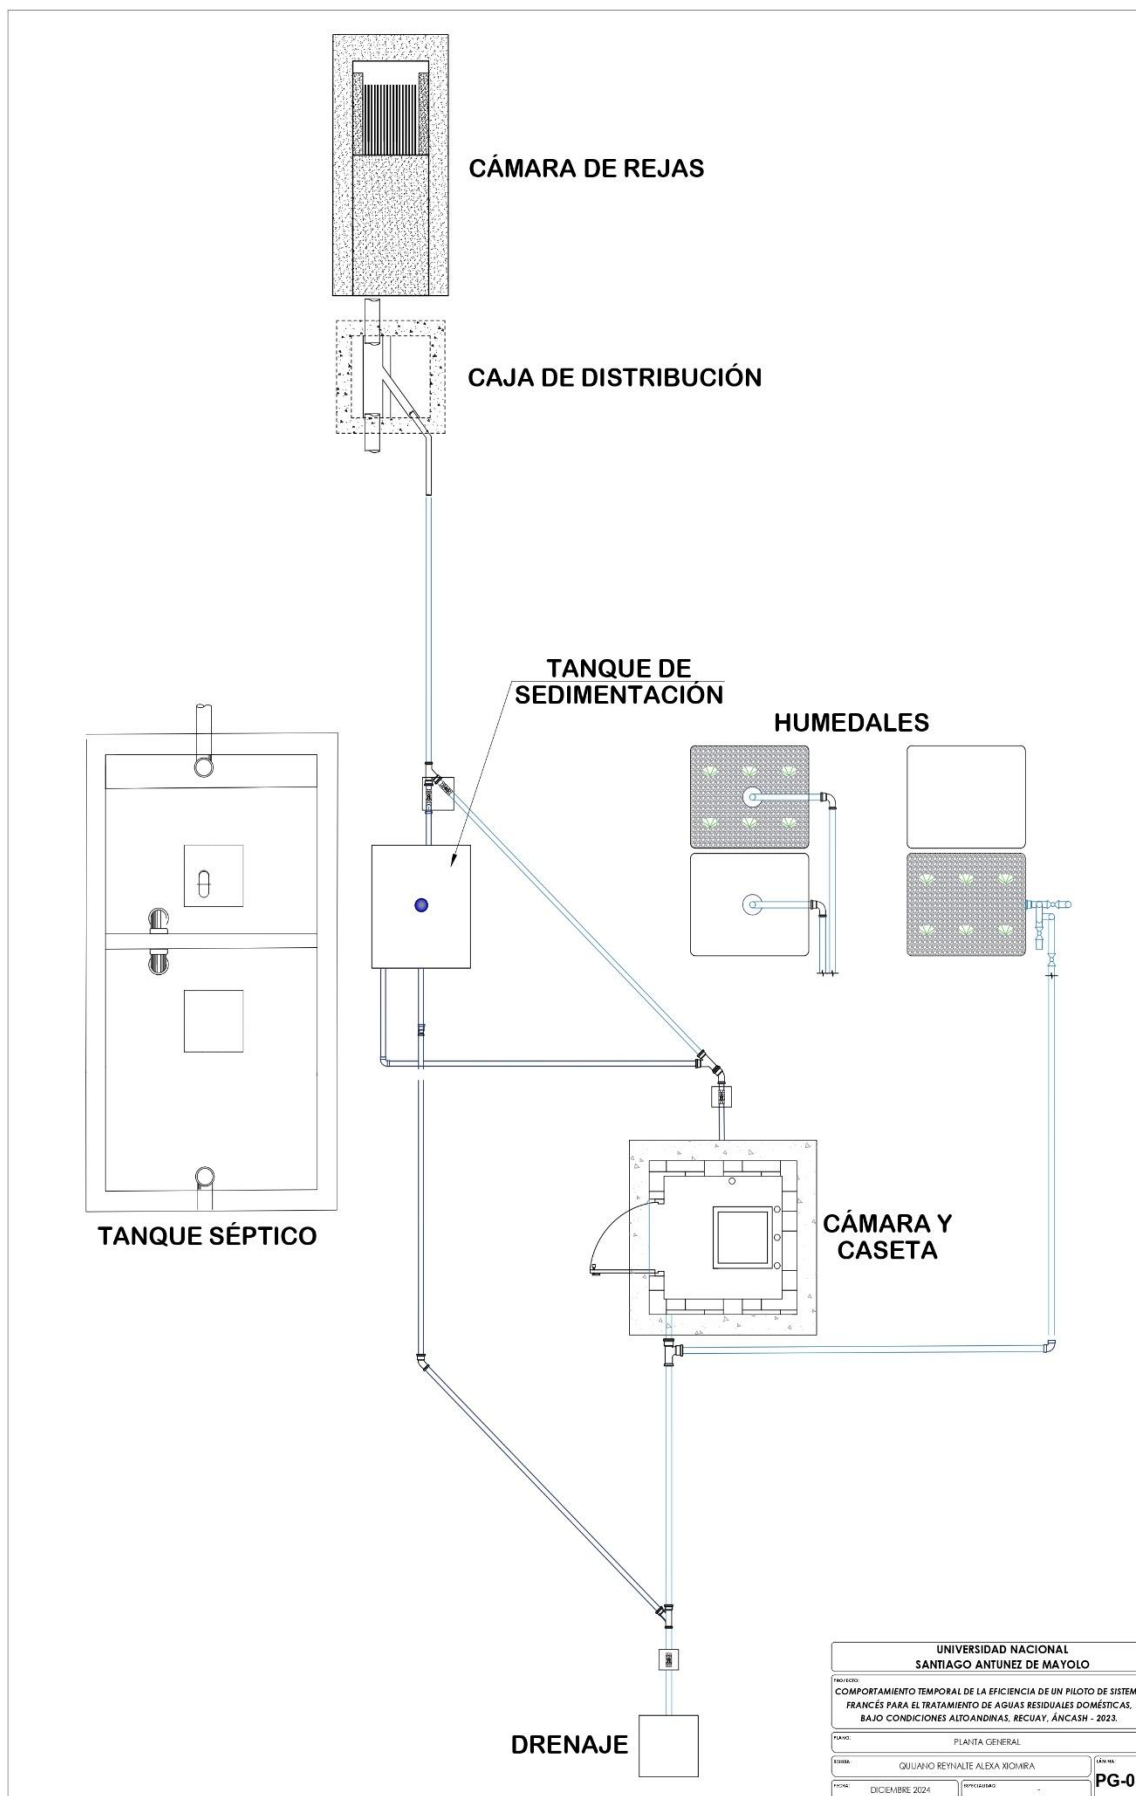 CÁMARA DE REJAS
CAJA DE DISTRIBUCIÓN
TANQUE DE
SEDIMENTACIÓN
HUMEDALES
TANQUE SÉPTICO
CÁMARA Y
CASETA
DRENAJE
UNIVERSIDAD NACIONAL
SANTIAGO ANTUNEZ DE MAYOLO
PROYECTO:
COMPORTAMIENTO TEMPORAL DE LA EFICIENCIA DE UN PILOTO DE SISTEM
FRANCÉS PARA EL TRATAMIENTO DE AGUAS RESIDUALES DOMÉSTICAS,
BAJO CONDICIONES ALTOANDINAS, RECUAY, ÁNCASH - 2023.
PLANO:
PLANTA GENERAL
QUIJANO REYNALTE ALEXA XIOMIRA
PG-0
FECHA:
DICIEMBRE 2024
ESPECIALIDAD:
-